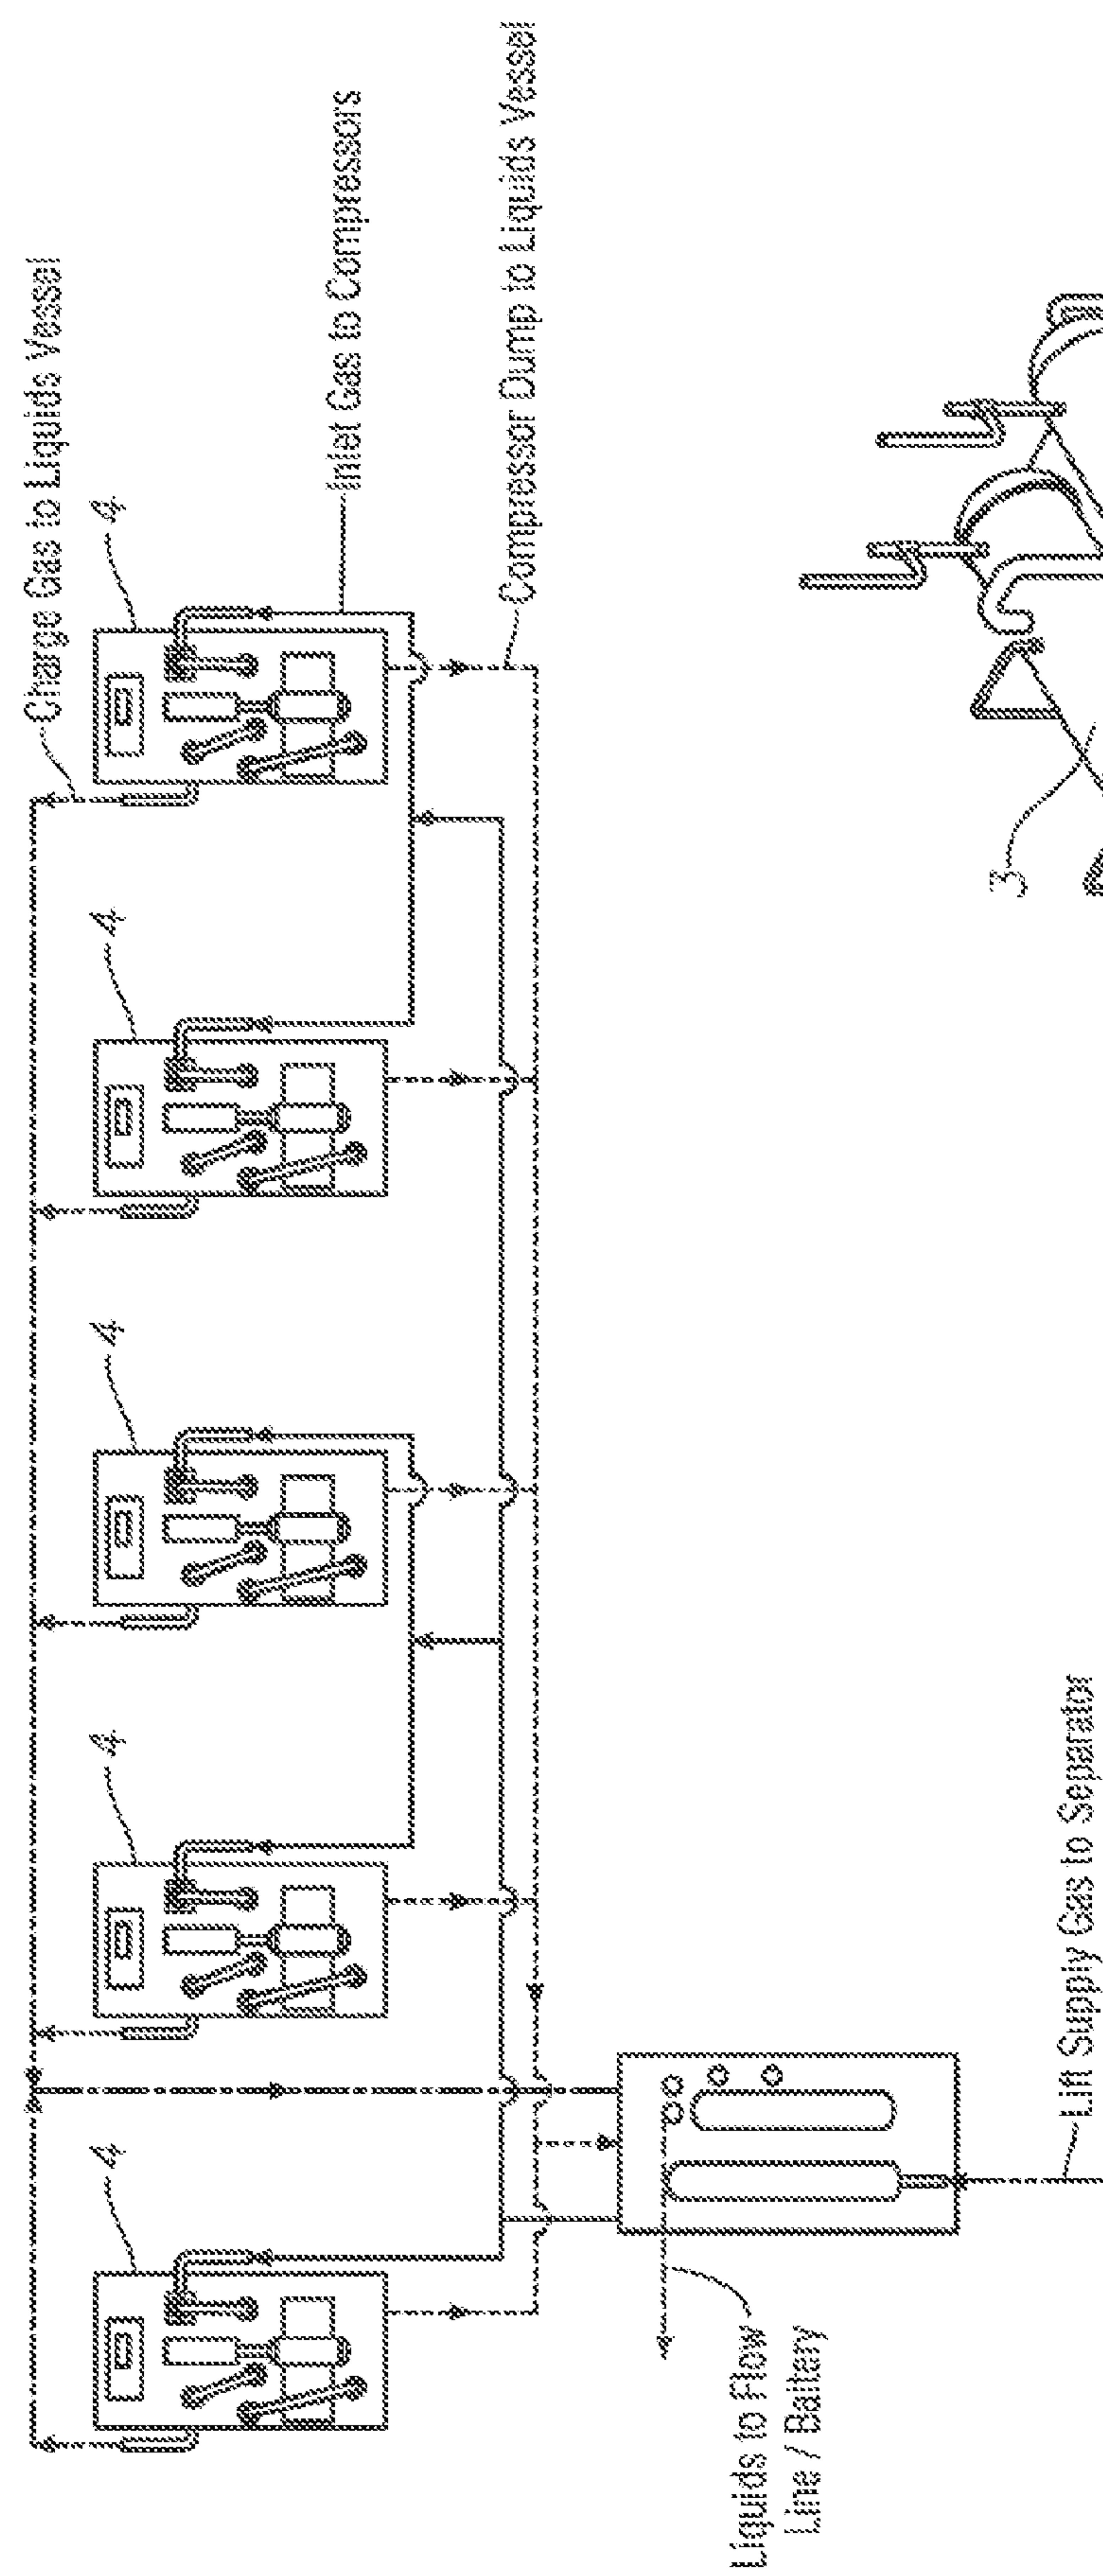 Charge Gas to Liquids Vessel
Inlet Gas to Compressors
Compressor Dump to Liquids Vessel
4
4
4
4
4
3
Lift Supply Gas to Separator
Liquids to Flow
Line / Battery